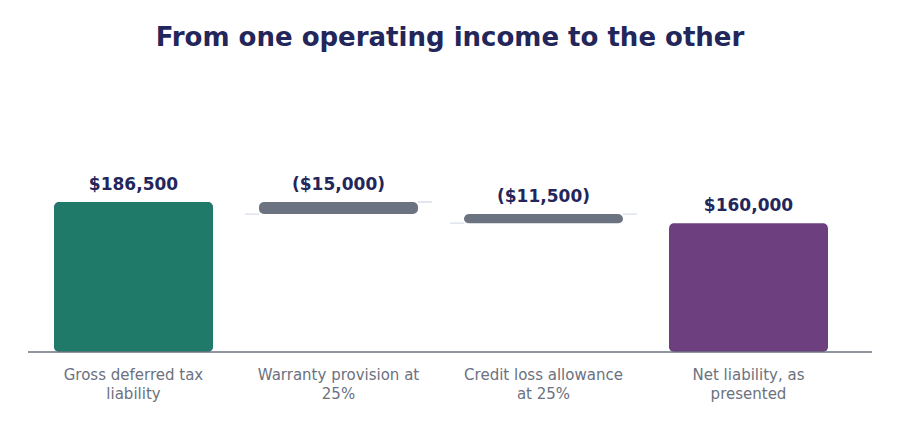 From one operating income to the other
$186,500
($15,000)
($11,500)
$160,000
Gross deferred tax
liability
Warranty provision at
25%
Credit loss allowance
at 25%
Net liability, as
presented